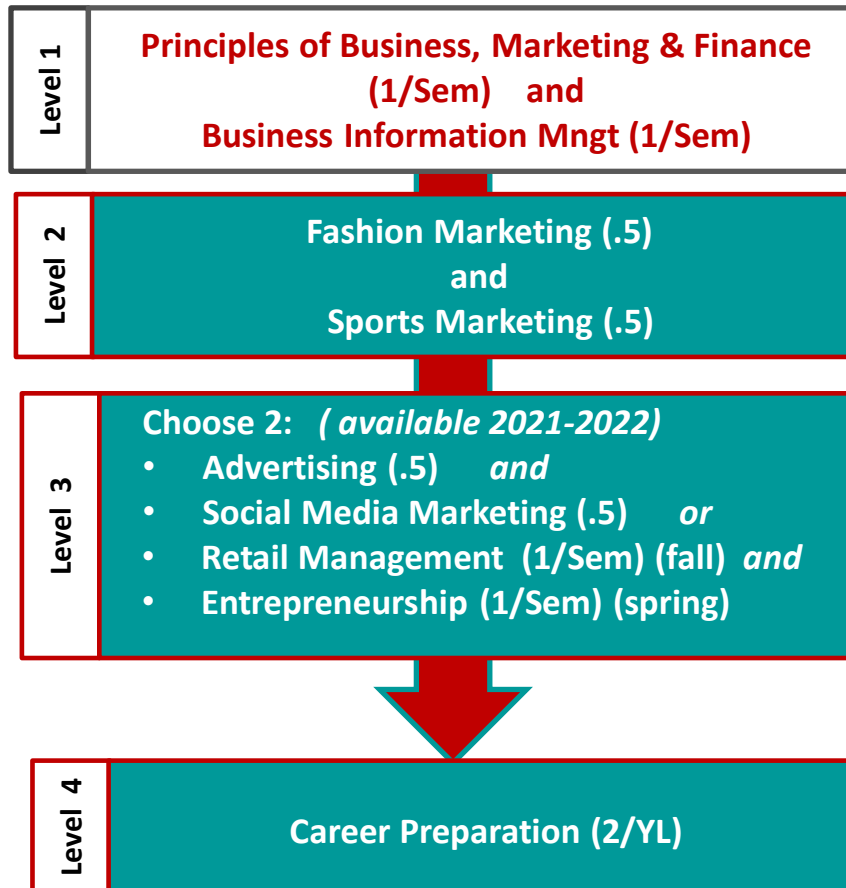 Level 1
Principles of Business, Marketing & Finance
(1/Sem) and
Business Information Mngt (1/Sem)
Level 2
Fashion Marketing (.5)
and
Sports Marketing (.5)
Level 3
Choose 2: ( available 2021-2022)
• Advertising (.5) and
• Social Media Marketing (.5) or
• Retail Management (1/Sem) (fall) and
• Entrepreneurship (1/Sem) (spring)
Level 4
Career Preparation (2/YL)